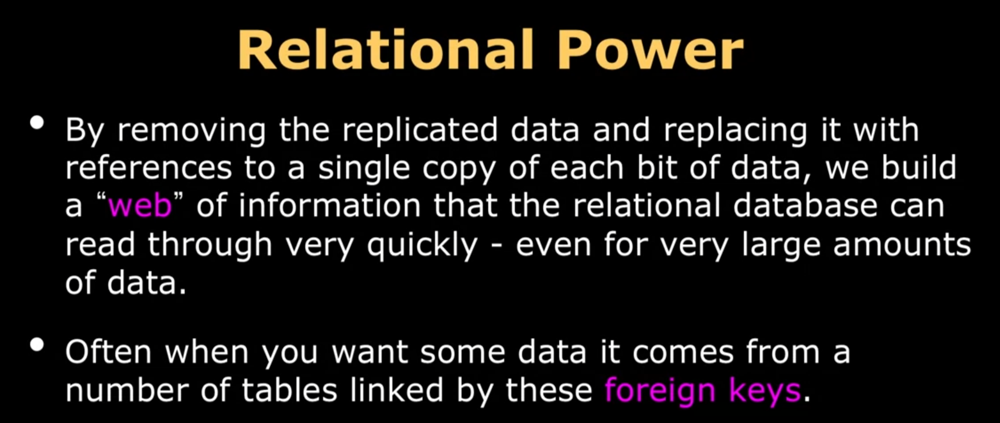 Relational Power
• By removing the replicated data and replacing it with
references to a single copy of each bit of data, we build
a “web” of information that the relational database can
read through very quickly - even for very large amounts
of data.
• Often when you want some data it comes from a
number of tables linked by these foreign keys.